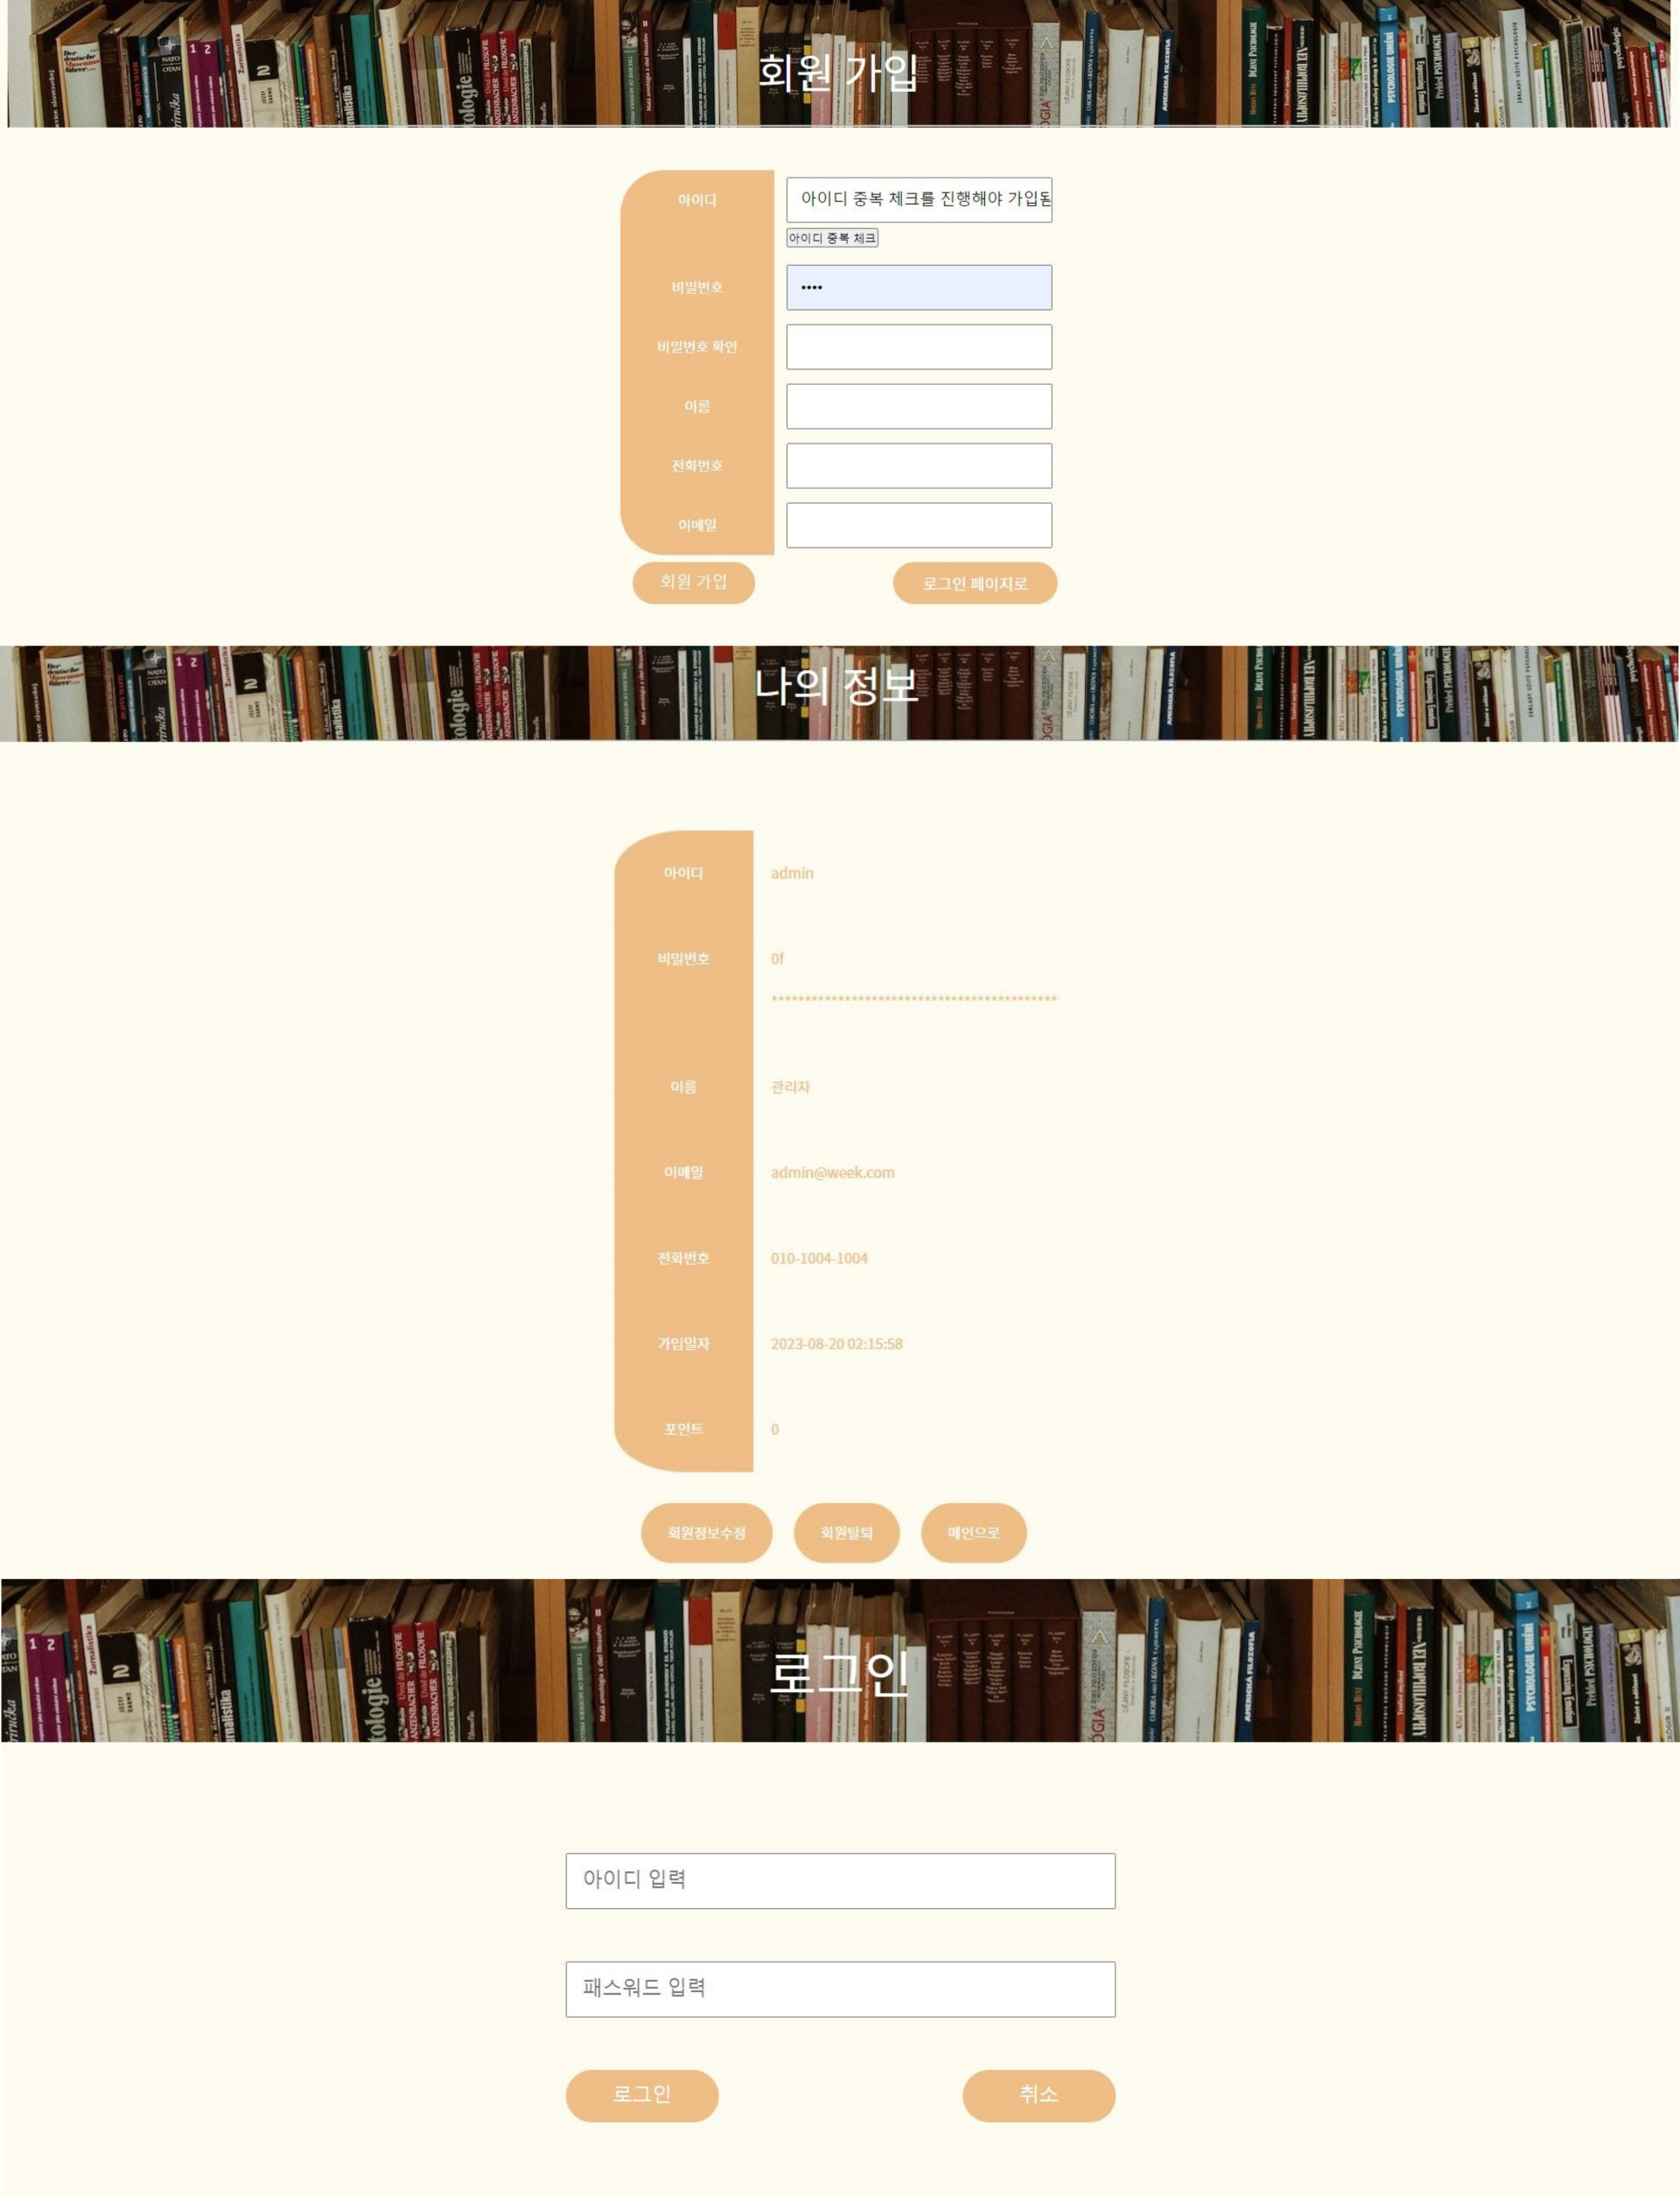 회원 가입
아이디
아이디 중복 체크를 진행해야 가입됨
아이디 중복 체크
비밀번호
••••
비밀번호 확인
이름
전화번호
이메일
회원 가입
로그인 페이지로
나의 정보
아이디
admin
비밀번호
0f
*******************************************
이름
관리자
이메일
admin@week.com
전화번호
010-1004-1004
가입일자
2023-08-20 02:15:58
포인트
0
회원정보수정
회원탈퇴
메인으로
로그인
아이디 입력
패스워드 입력
로그인
취소